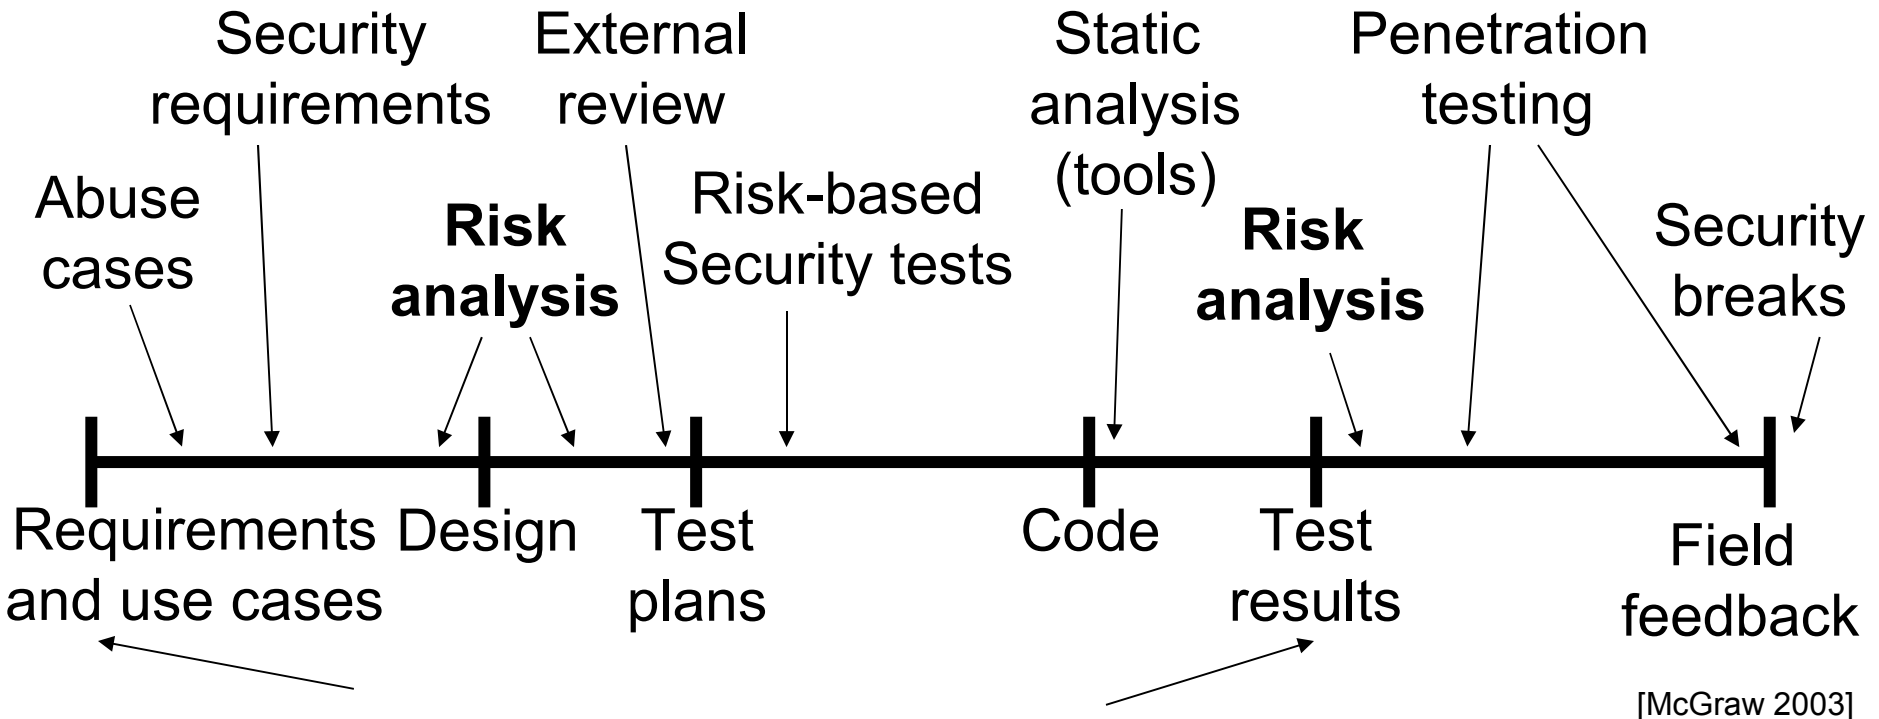 Security
requirements
External
review
Static
analysis
(tools)
Penetration
testing
Abuse
cases
Risk
analysis
Risk-based
Security tests
Risk
analysis
Security
breaks
Requirements
and use cases
Design
Test
plans
Code
Test
results
Field
feedback
[McGraw 2003]